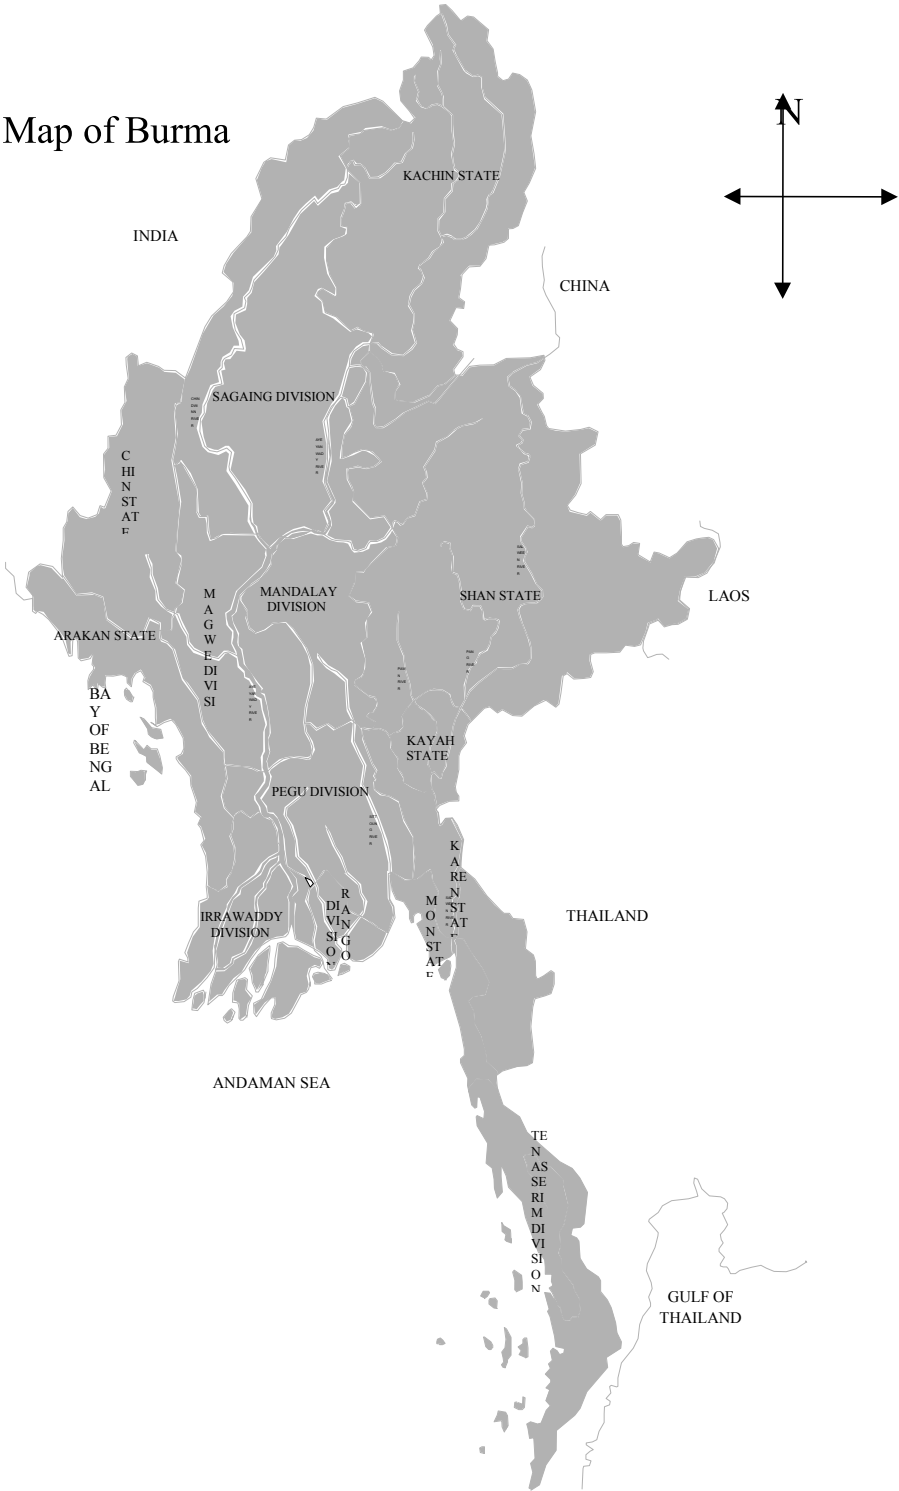 N
Map of Burma
KACHIN STATE
INDIA
CHINA
SAGAING DIVISION
C
HI
N
ST
AT
E
MANDALAY
DIVISION
M
A
G
W
E
DI
VI
SI
SHAN STATE
LAOS
ARAKAN STATE
BA
Y
OF
BE
NG
AL
KAYAH
STATE
PEGU DIVISION
K
A
RE
N
ST
AT
E
R
A
N
G
O
DI
VI
SI
O
N
M
O
N
ST
AT
E
IRRAWADDY
DIVISION
THAILAND
ANDAMAN SEA
TE
N
AS
SE
RI
M
DI
VI
SI
O
N
GULF OF
THAILAND